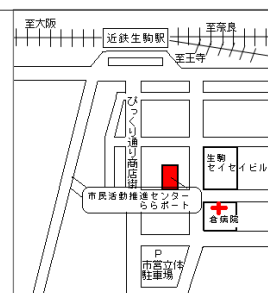 至大阪
近鉄生駒駅
至奈良
至王寺
びっくり通り商店街
生駒
セイセイビル
市民活動推進センター
ららポート
倉病院
P
市営立体
駐車場